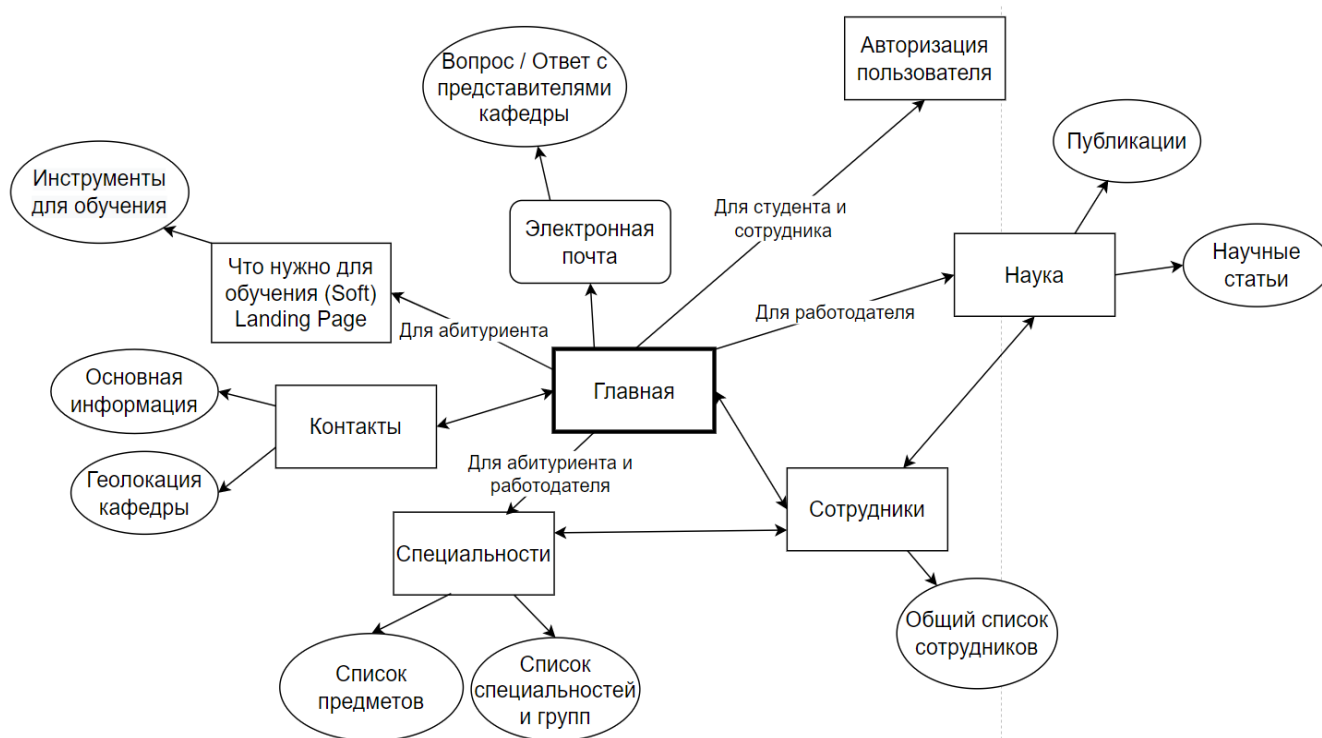 Вопрос / Ответ с
представителями
кафедры
Авторизация
пользователя
Публикации
Инструменты
для обучения
Для студента и
сотрудника
Электронная
почта
Что нужно для
обучения (Soft)
Landing Page
Наука
Научные
статьи
Для абитуриента
Для работодателя
Основная
информация
Главная
Контакты
Для абитуриента и
работодателя
Геолокация
кафедры
Сотрудники
Специальности
Общий список
сотрудников
Список
предметов
Список
специальностей
и групп